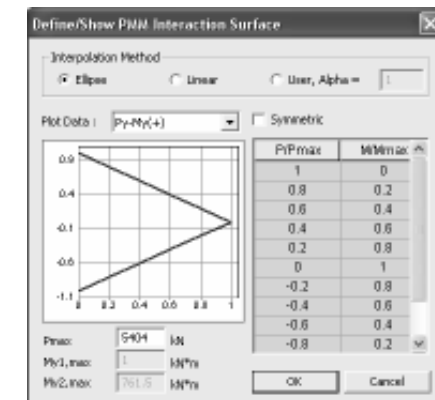 Define/Show PMM Interaction Surface
Interpolation Method
Ellipse Linear User, Alpha = 1
Plot Data : Py-My(+) Symmetric
P/Pmax M/Mmax
1 0
0.8 0.2
0.6 0.4
0.4 0.6
0.2 0.8
0 1
-0.2 0.8
-0.4 0.6
-0.6 0.4
-0.8 0.2
0.9
0.4
-0.1
-0.6
-1.1
0 0.2 0.4 0.6 0.8 1
Pmax: 5404 kN
My1,max: 1 kN*m
My2,max: 761.5 kN*m
OK Cancel